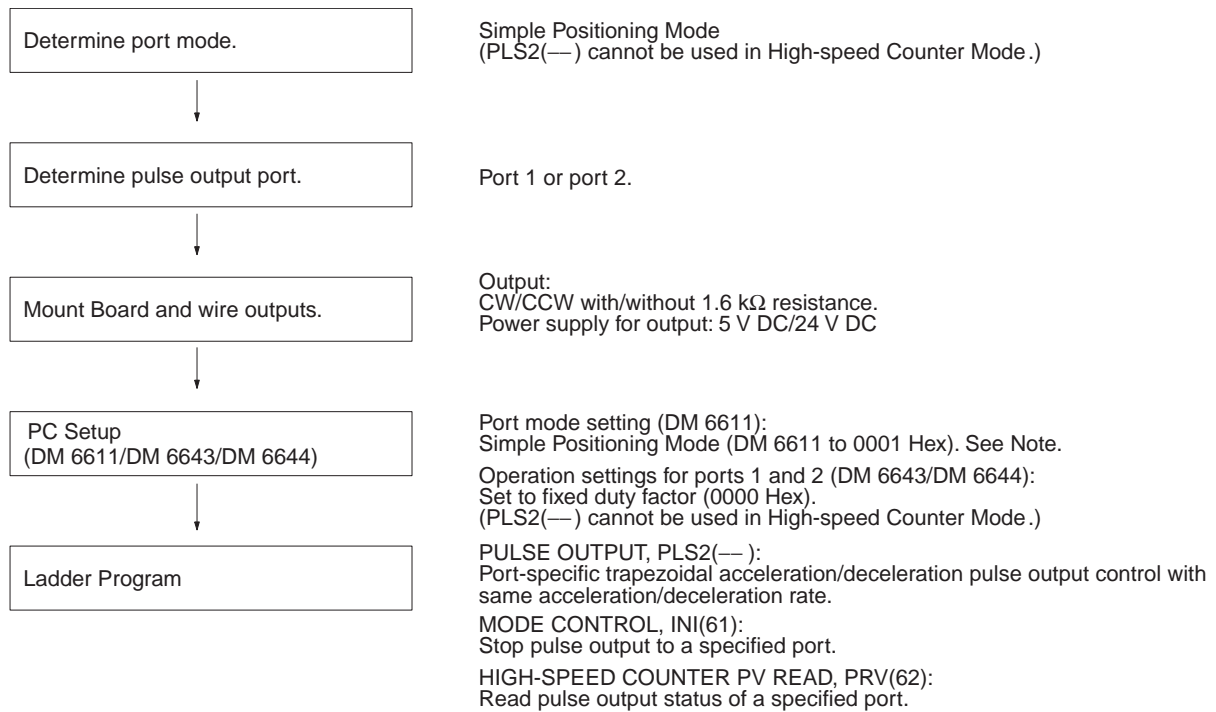 Determine port mode.
Simple Positioning Mode
(PLS2(––) cannot be used in High-speed Counter Mode.)
Determine pulse output port.
Port 1 or port 2.
Mount Board and wire outputs.
Output:
CW/CCW with/without 1.6 kΩ resistance.
Power supply for output: 5 V DC/24 V DC
PC Setup
(DM 6611/DM 6643/DM 6644)
Port mode setting (DM 6611):
Simple Positioning Mode (DM 6611 to 0001 Hex). See Note.
Operation settings for ports 1 and 2 (DM 6643/DM 6644):
Set to fixed duty factor (0000 Hex).
(PLS2(––) cannot be used in High-speed Counter Mode.)
Ladder Program
PULSE OUTPUT, PLS2(––):
Port-specific trapezoidal acceleration/deceleration pulse output control with
same acceleration/deceleration rate.
MODE CONTROL, INI(61):
Stop pulse output to a specified port.
HIGH-SPEED COUNTER PV READ, PRV(62):
Read pulse output status of a specified port.